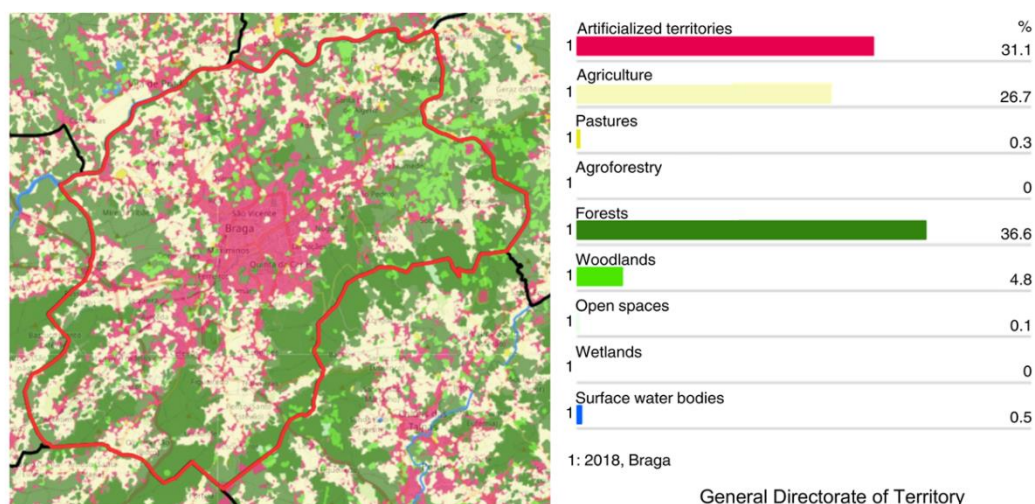 São Vicente
Braga
Artificialized territories %
1 31.1
Agriculture
1 26.7
Pastures
1 0.3
Agroforestry
1 0
Forests
1 36.6
Woodlands
1 4.8
Open spaces
1 0.1
Wetlands
1 0
Surface water bodies
1 0.5
1: 2018, Braga
General Directorate of Territory